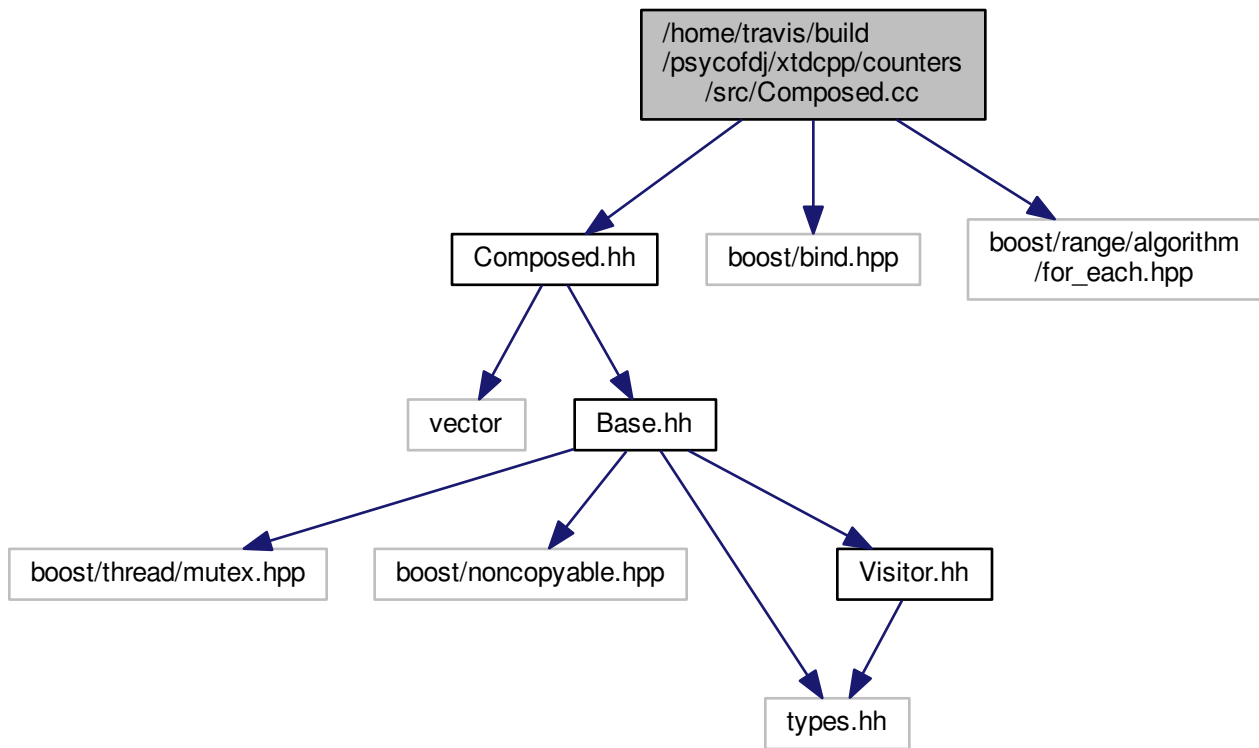 /home/travis/build
/psycofdj/xtdcpp/counters
/src/Composed.cc
Composed.hh
boost/bind.hpp
boost/range/algorithm
/for_each.hpp
vector
Base.hh
boost/thread/mutex.hpp
boost/noncopyable.hpp
Visitor.hh
types.hh